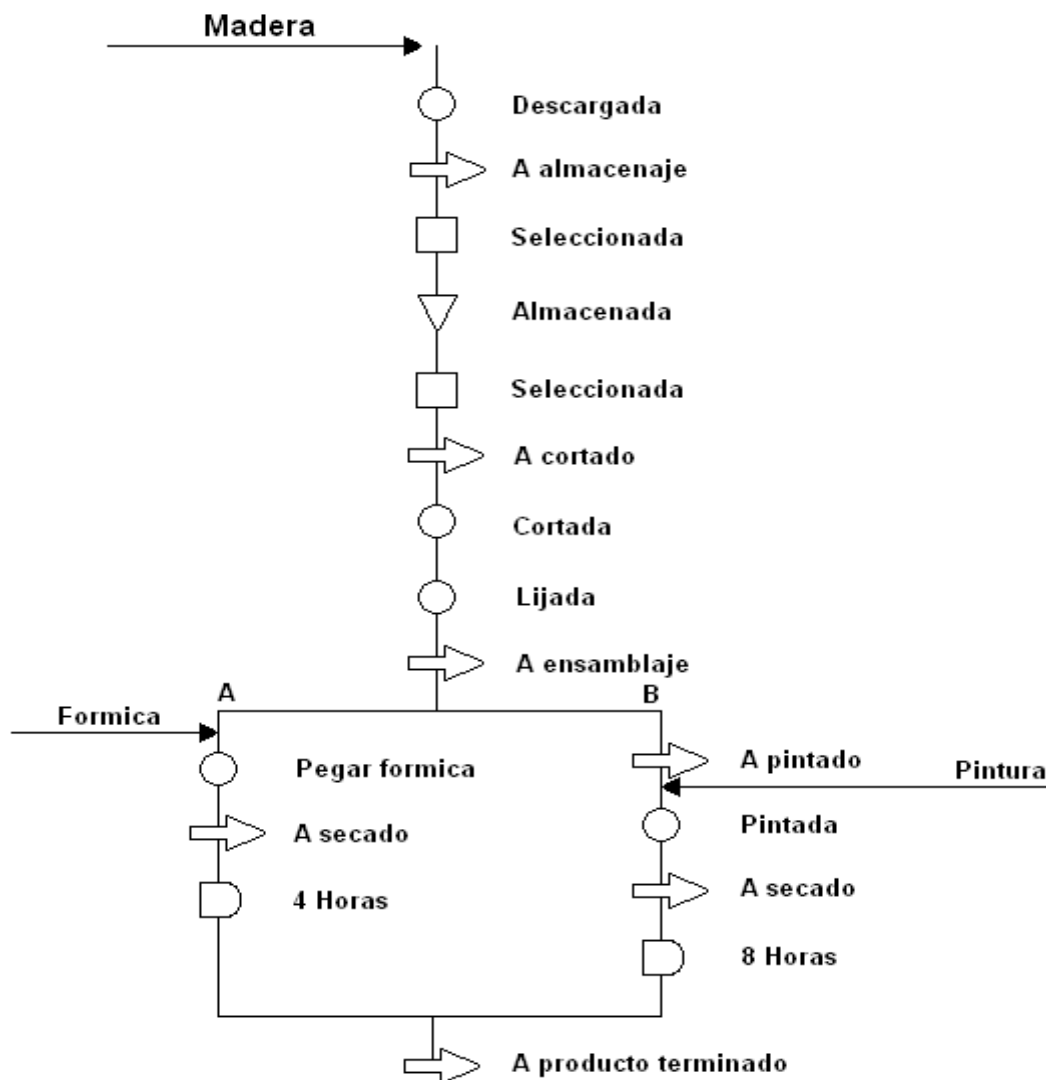 Madera
Descargada
A almacenaje
Seleccionada
Almacenada
Seleccionada
A cortado
Cortada
Lijada
A ensamblaje
A
B
Formica
Pegar formica
A pintado
Pintura
A secado
Pintada
4 Horas
A secado
8 Horas
A producto terminado